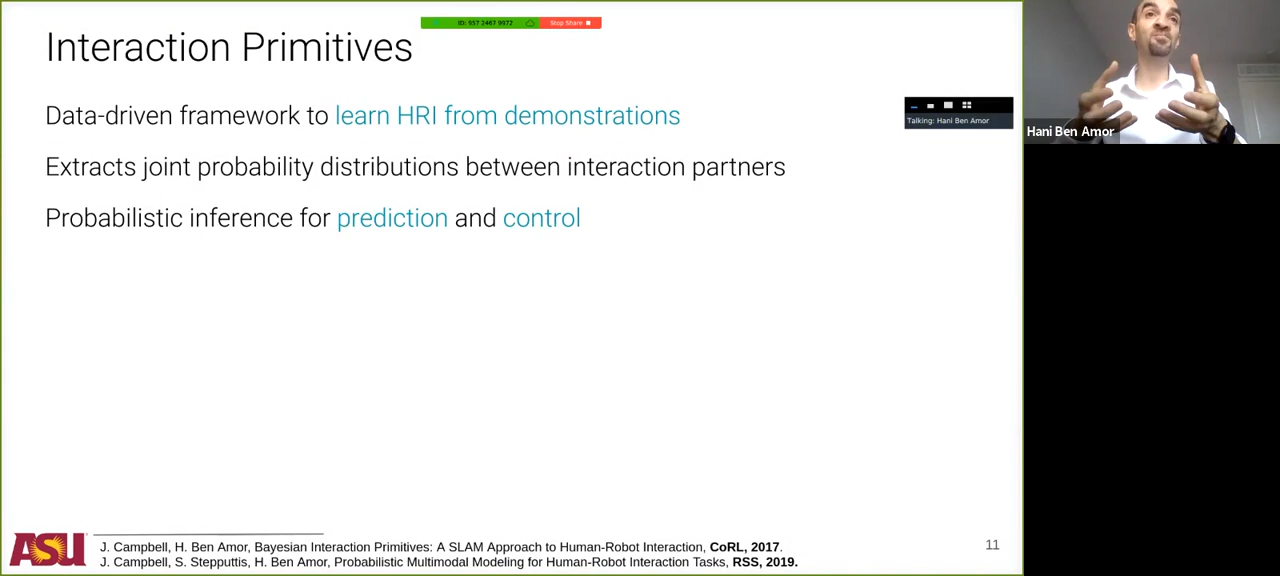 ID: 957 2467 9972 Stop Share
Interaction Primitives
Data-driven framework to learn HRI from demonstrations
Talking: Hani Ben Amor
Hani Ben Amor
Extracts joint probability distributions between interaction partners
Probabilistic inference for prediction and control
ASU
J. Campbell, H. Ben Amor, Bayesian Interaction Primitives: A SLAM Approach to Human-Robot Interaction, CoRL, 2017.
J. Campbell, S. Stepputtis, H. Ben Amor, Probabilistic Multimodal Modeling for Human-Robot Interaction Tasks, RSS, 2019.
11